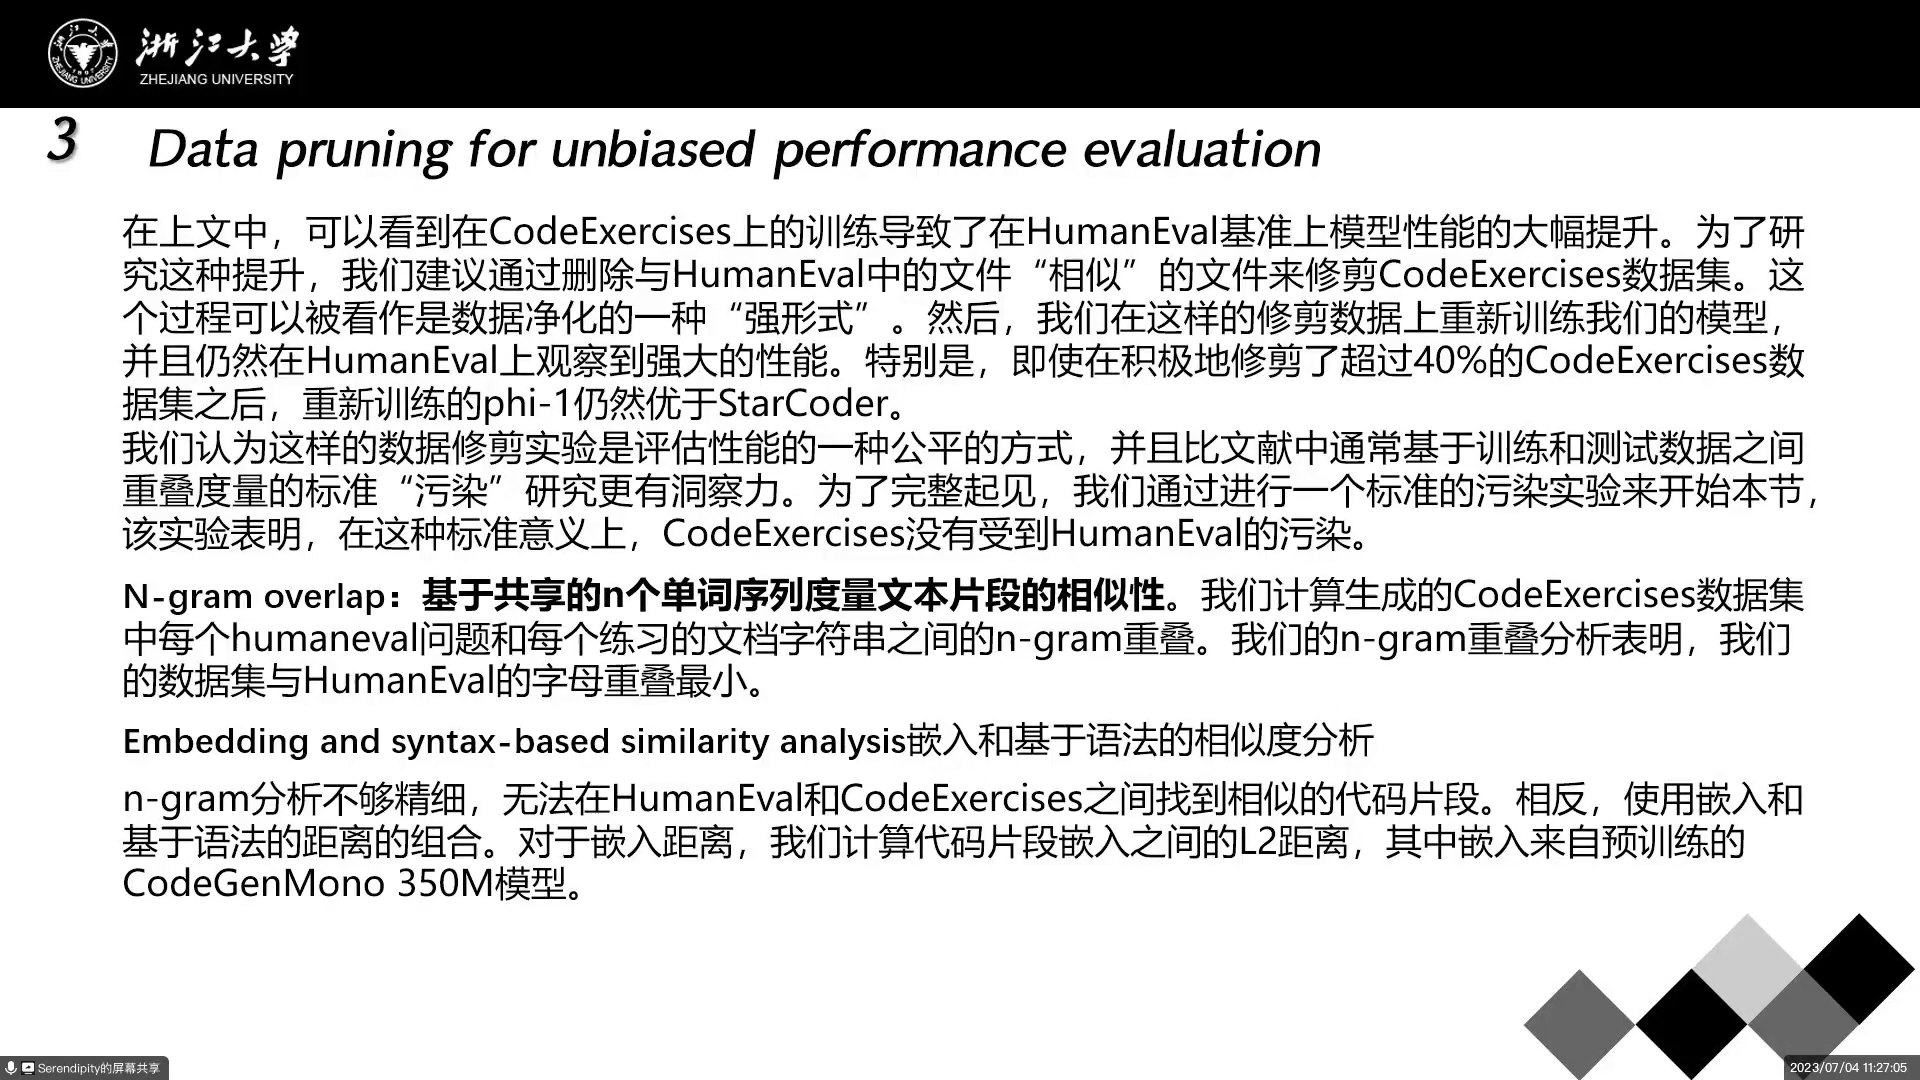 浙江大学
ZHEJIANG UNIVERSITY
3 Data pruning for unbiased performance evaluation
在上文中，可以看到在CodeExercises上的训练导致了在HumanEval基准上模型性能的大幅提升。为了研
究这种提升，我们建议通过删除与HumanEval中的文件“相似”的文件来修剪CodeExercises数据集。这
个过程可以被看作是数据净化的一种“强形式”。然后，我们在这样的修剪数据上重新训练我们的模型，
并且仍然在HumanEval上观察到强大的性能。特别是，即使在积极地修剪了超过40%的CodeExercises数
据集之后，重新训练的phi-1仍然优于StarCoder。
我们认为这样的数据修剪实验是评估性能的一种公平的方式，并且比文献中通常基于训练和测试数据之间
重叠度量的标准“污染”研究更有洞察力。为了完整起见，我们通过进行一个标准的污染实验来开始本节，
该实验表明，在这种标准意义上，CodeExercises没有受到HumanEval的污染。
N-gram overlap：基于共享的n个单词序列度量文本片段的相似性。我们计算生成的CodeExercises数据集
中每个humaneval问题和每个练习的文档字符串之间的n-gram重叠。我们的n-gram重叠分析表明，我们
的数据集与HumanEval的字母重叠最小。
Embedding and syntax-based similarity analysis嵌入和基于语法的相似度分析
n-gram分析不够精细，无法在HumanEval和CodeExercises之间找到相似的代码片段。相反，使用嵌入和
基于语法的距离的组合。对于嵌入距离，我们计算代码片段嵌入之间的L2距离，其中嵌入来自预训练的
CodeGenMono 350M模型。
Serendipity的屏幕共享
2023/07/04 11:27:05